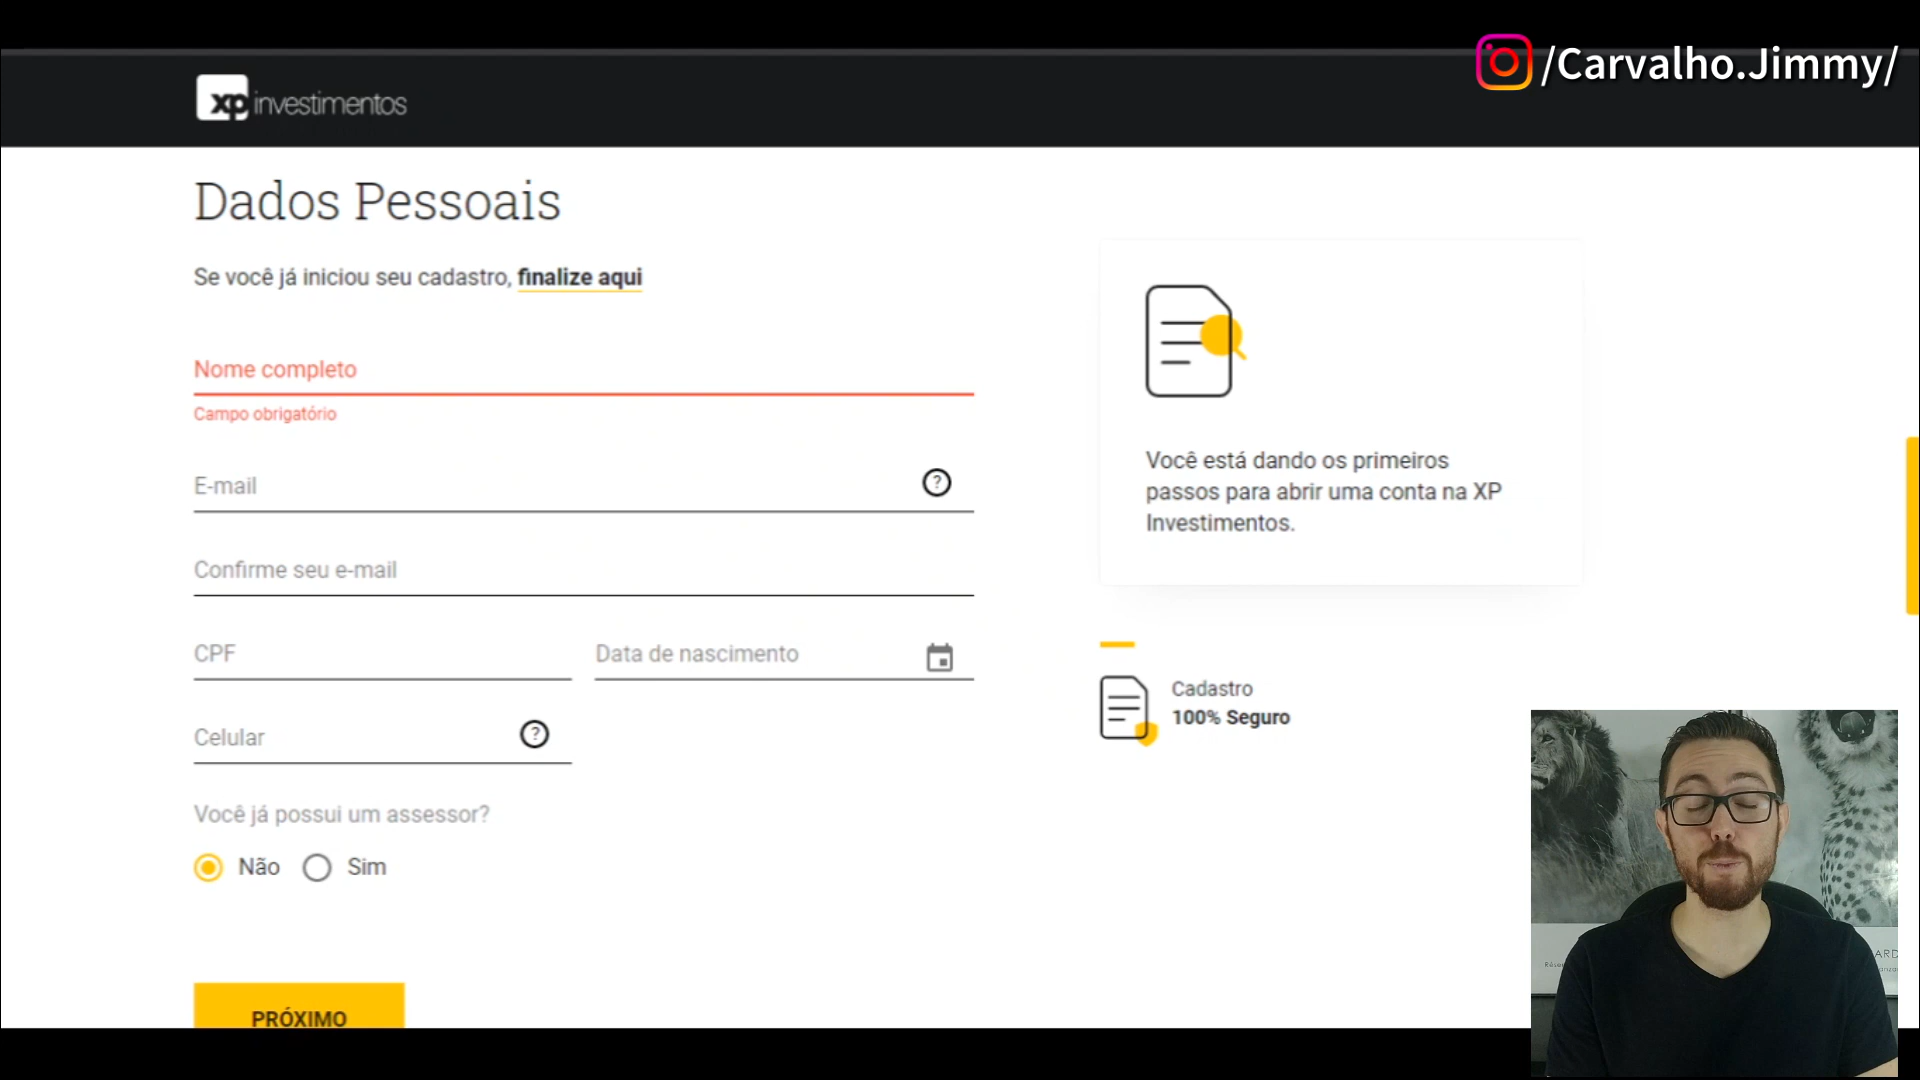 /Carvalho.Jimmy/
xp investimentos
Dados Pessoais
Se você já iniciou seu cadastro, finalize aqui
Nome completo
Campo obrigatório
E-mail
?
Confirme seu e-mail
CPF
Data de nascimento
Celular
?
Você já possui um assessor?
Não
Sim
PRÓXIMO
Você está dando os primeiros
passos para abrir uma conta na XP
Investimentos.
Cadastro
100% Seguro